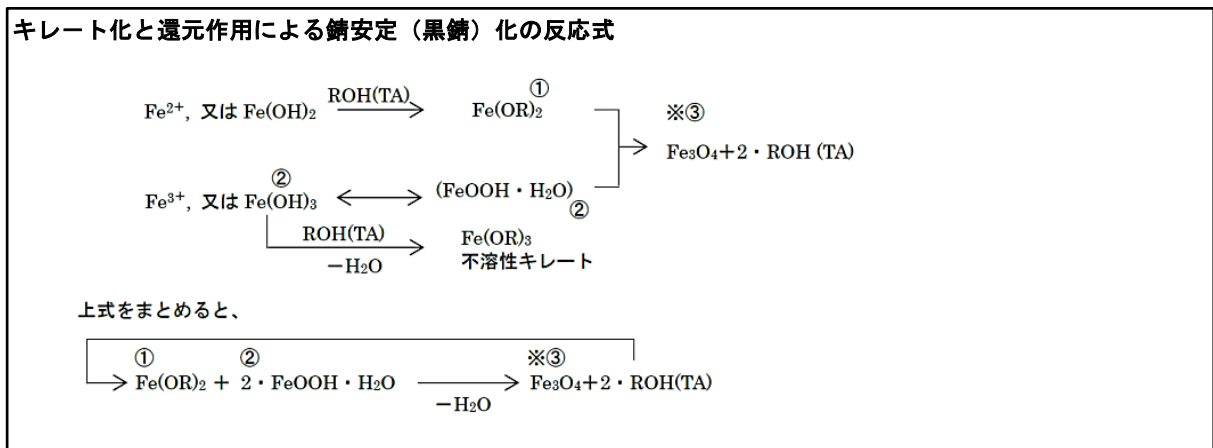 キレート化と還元作用による錆安定（黒錆）化の反応式
①
Fe²⁺, 又は Fe(OH)₂ ROH(TA) Fe(OR)₂
※③
Fe₃O₄+2・ROH (TA)
②
Fe³⁺, 又は Fe(OH)₃ (FeOOH・H₂O)
②
ROH(TA) Fe(OR)₃
−H₂O 不溶性キレート
上式をまとめると、
① ② ※③
Fe(OR)₂ + 2・FeOOH・H₂O Fe₃O₄+2・ROH(TA)
−H₂O